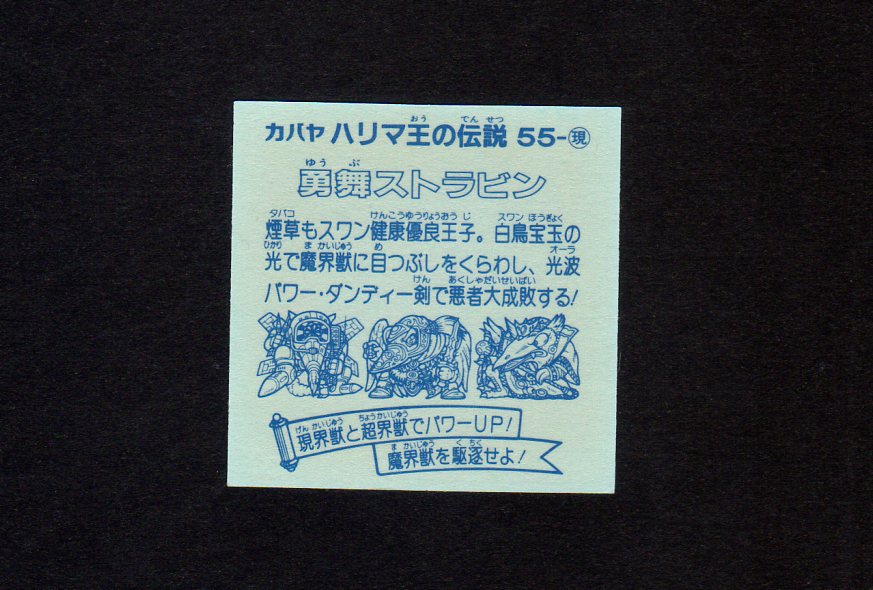 カバヤ ハリマ王の伝説 55-現
勇舞ストラビン
煙草もスワン健康優良王子。白鳥宝玉の
光で魔界獣に目つぶしをくらわし、光波
パワー・ダンディー剣で悪者大成敗する!
現界獣と超界獣でパワーUP!
魔界獣を駆逐せよ!